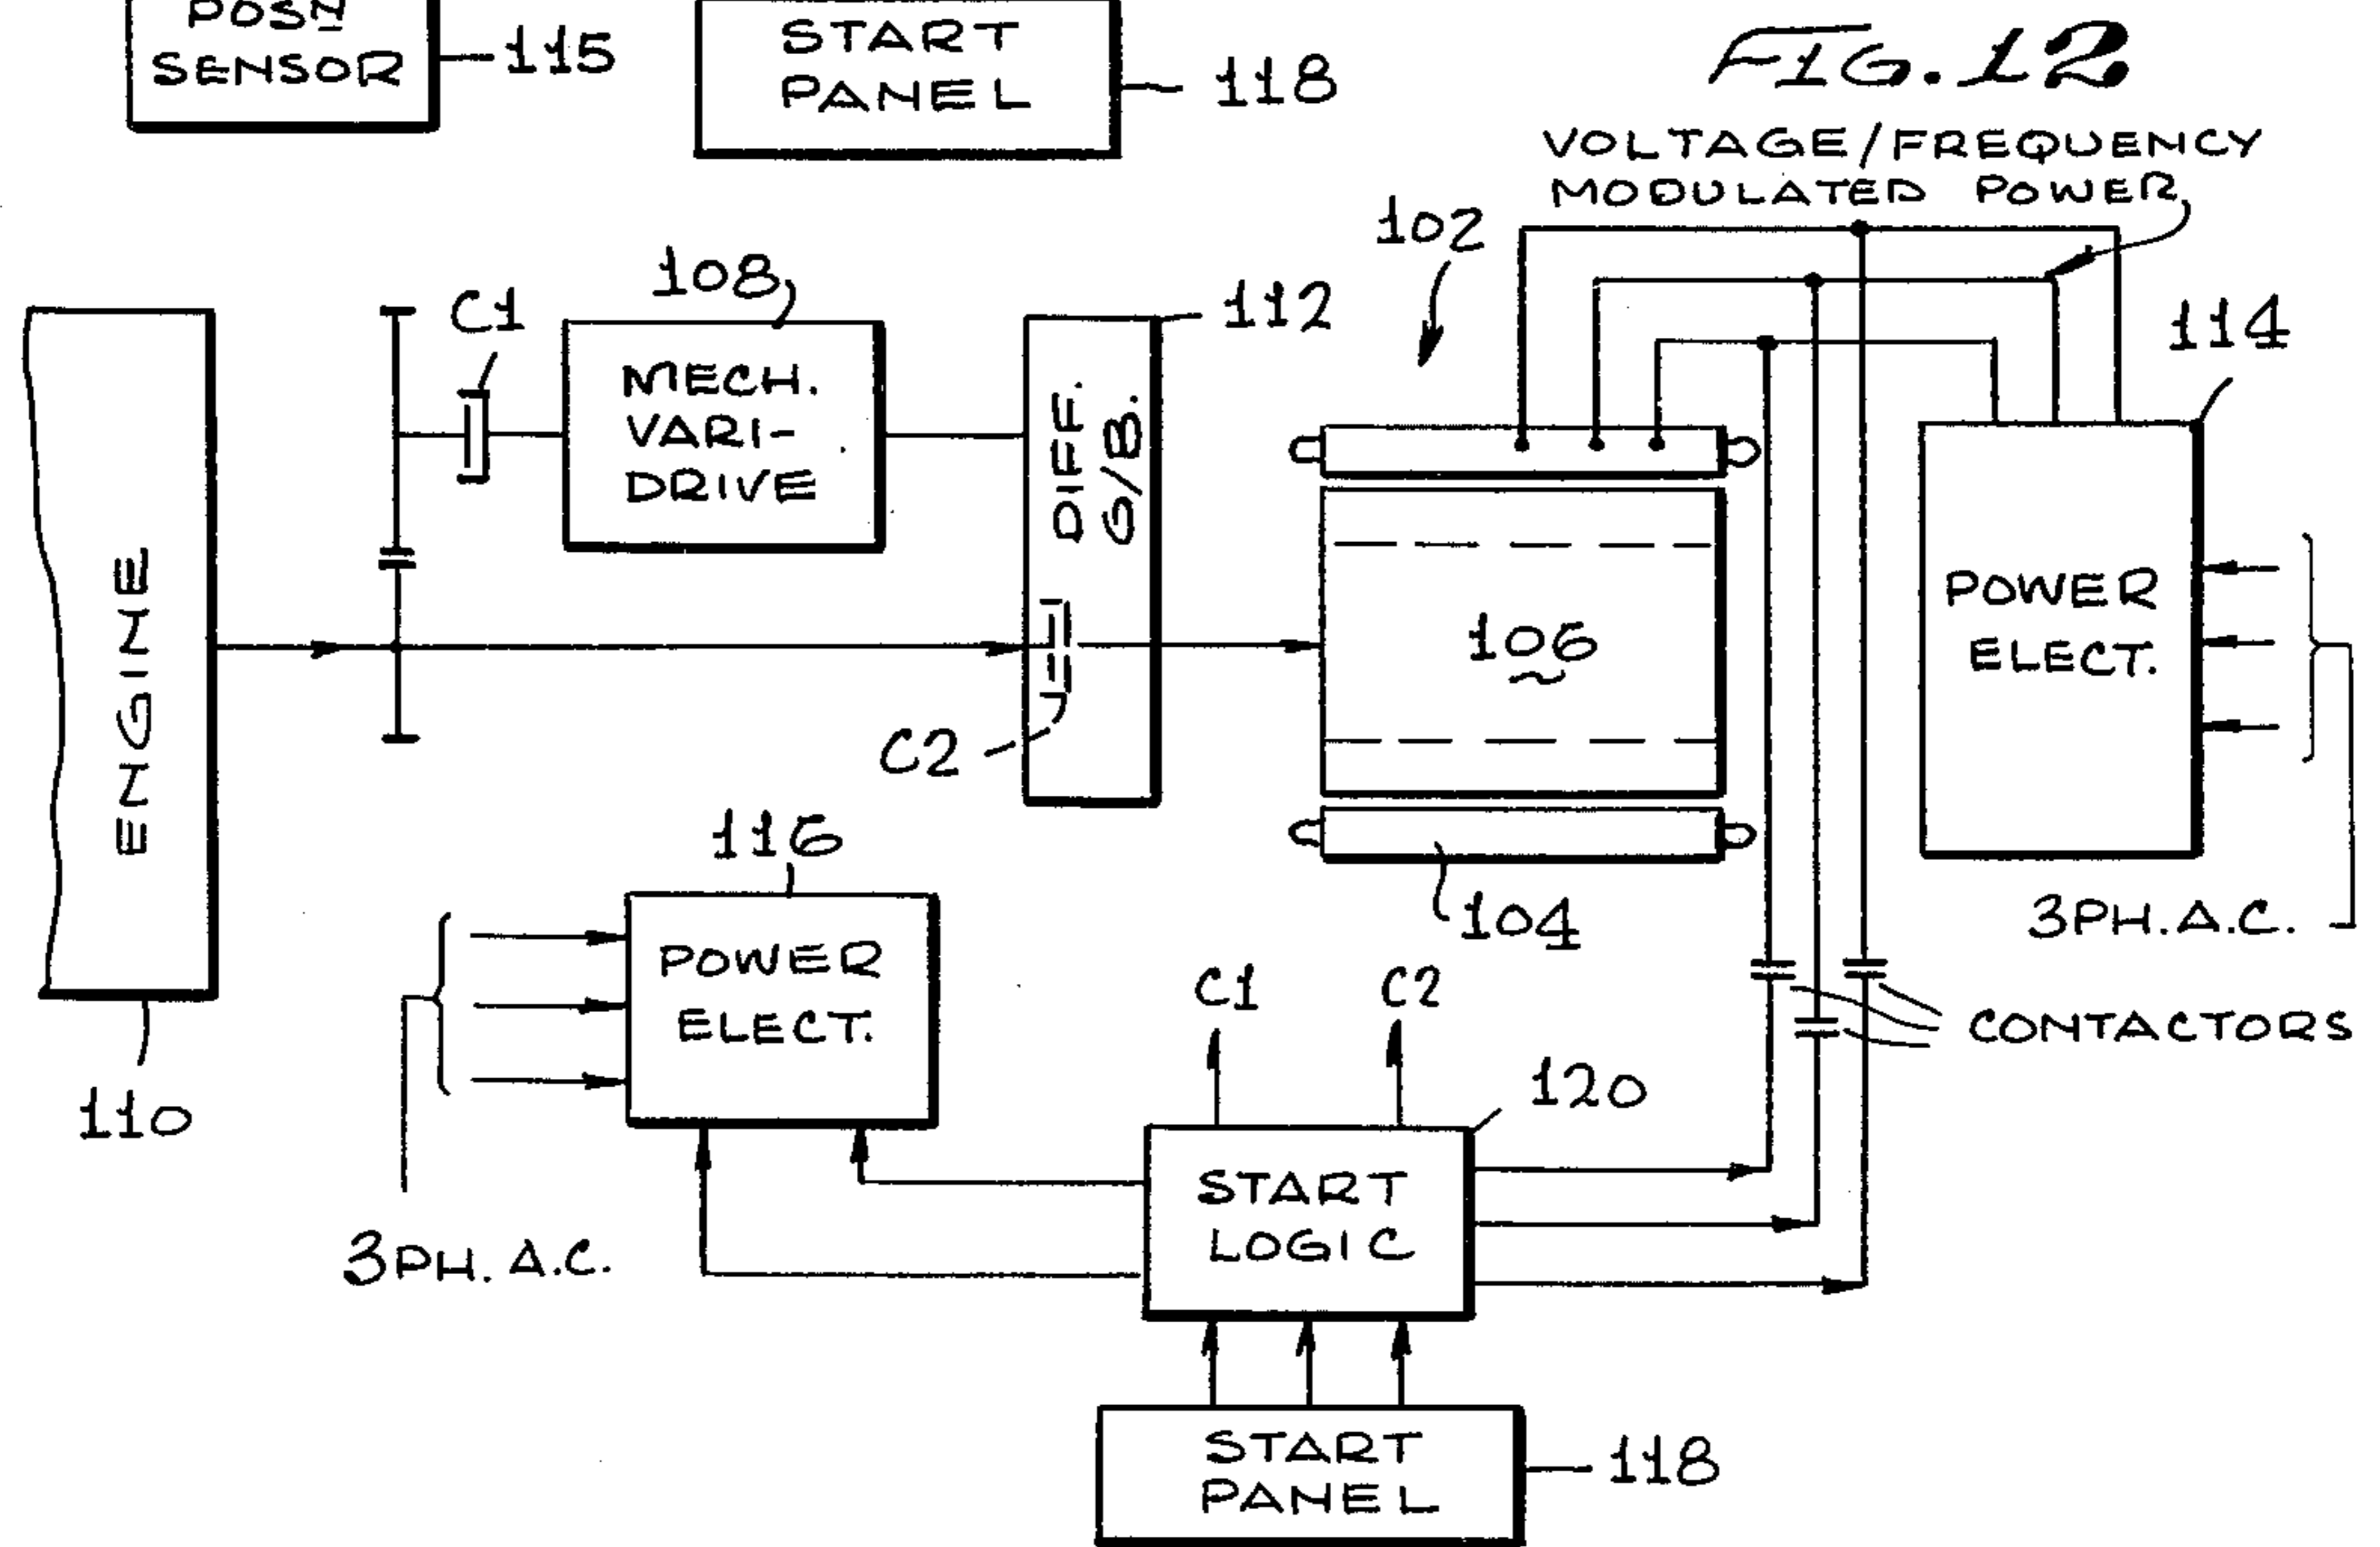 POSN
SENSOR
115
START
PANEL
118
FIG. 12
VOLTAGE/FREQUENCY
MODULATED POWER
102
108
C1
112
114
MECH.
VARI-
DRIVE
DIFF.
G/B.
ENGINE
106
POWER
ELECT.
C2
116
104
3PH. A.C.
POWER
ELECT.
C1
C2
CONTACTORS
110
120
START
LOGIC
3PH. A.C.
START
PANEL
118